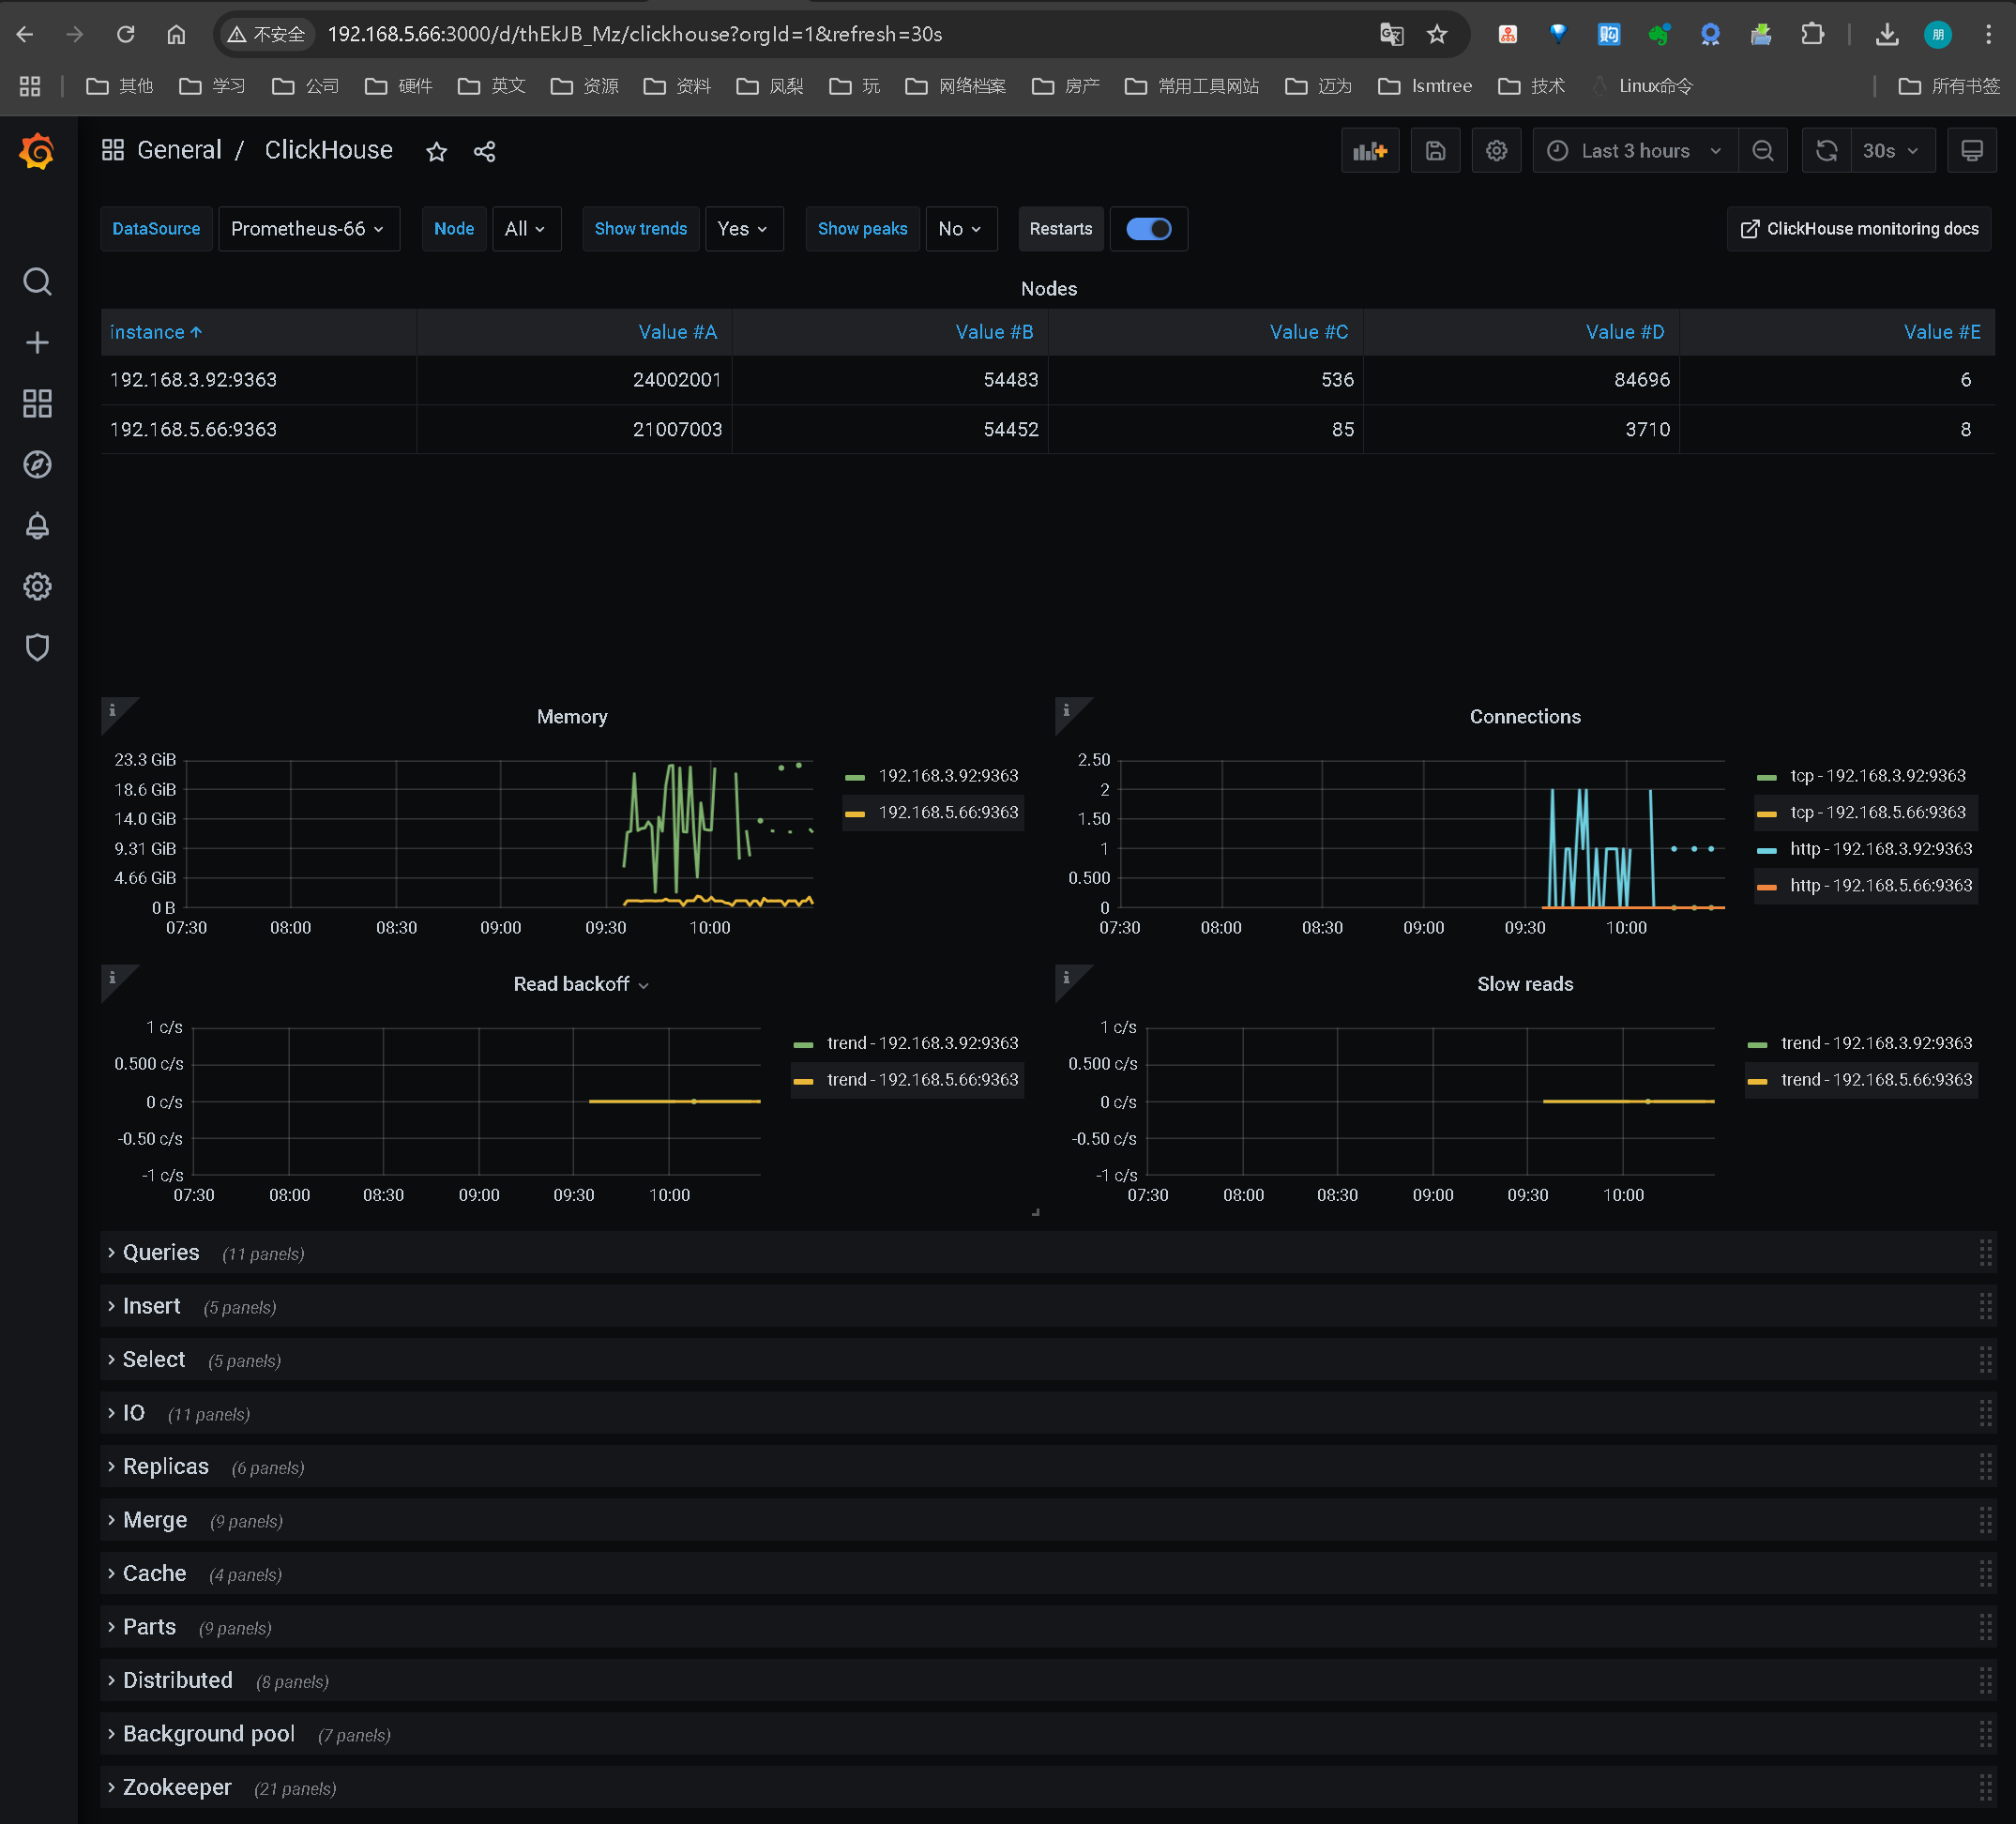 不安全 192.168.5.66:3000/d/thEkJB_Mz/clickhouse?orgId=1&refresh=30s 购 朋
其他 学习 公司 硬件 英文 资源 资料 凤梨 玩 网络档案 房产 常用工具网站 迈为 lsmtree 技术 Linux命令 所有书签
General / ClickHouse Last 3 hours 30s
DataSource Prometheus-66 Node All Show trends Yes Show peaks No Restarts ClickHouse monitoring docs
Nodes
instance Value #A Value #B Value #C Value #D Value #E
192.168.3.92:9363 24002001 54483 536 84696 6
192.168.5.66:9363 21007003 54452 85 3710 8
Memory
23.3 GiB
18.6 GiB
14.0 GiB
9.31 GiB
4.66 GiB
0 B
07:30 08:00 08:30 09:00 09:30 10:00
192.168.3.92:9363
192.168.5.66:9363
Connections
2.50
2
1.50
1
0.500
0
07:30 08:00 08:30 09:00 09:30 10:00
tcp - 192.168.3.92:9363
tcp - 192.168.5.66:9363
http - 192.168.3.92:9363
http - 192.168.5.66:9363
Read backoff
1 c/s
0.500 c/s
0 c/s
-0.50 c/s
-1 c/s
07:30 08:00 08:30 09:00 09:30 10:00
trend - 192.168.3.92:9363
trend - 192.168.5.66:9363
Slow reads
1 c/s
0.500 c/s
0 c/s
-0.50 c/s
-1 c/s
07:30 08:00 08:30 09:00 09:30 10:00
trend - 192.168.3.92:9363
trend - 192.168.5.66:9363
Queries (11 panels)
Insert (5 panels)
Select (5 panels)
IO (11 panels)
Replicas (6 panels)
Merge (9 panels)
Cache (4 panels)
Parts (9 panels)
Distributed (8 panels)
Background pool (7 panels)
Zookeeper (21 panels)